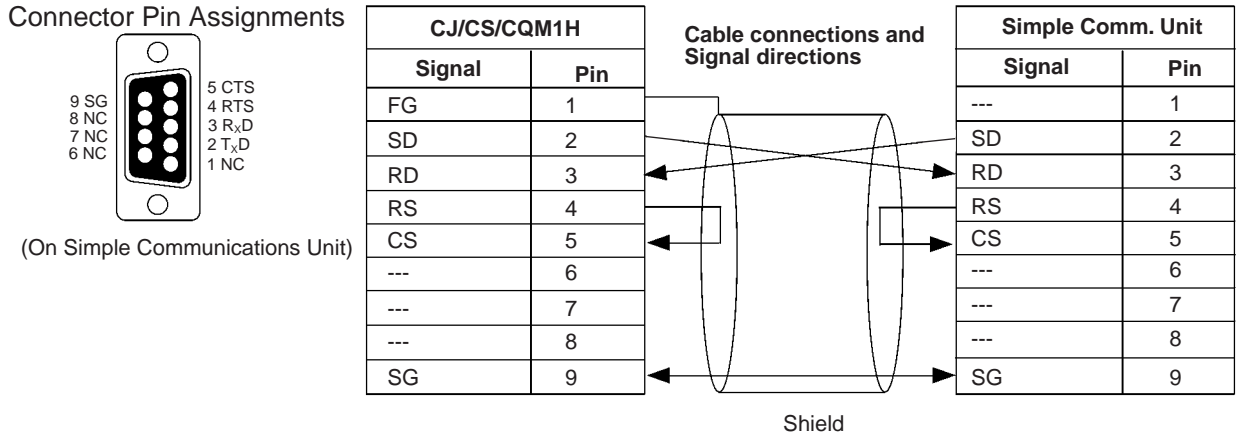 Connector Pin Assignments
9 SG
8 NC
7 NC
6 NC
5 CTS
4 RTS
3 RXD
2 TXD
1 NC
(On Simple Communications Unit)
CJ/CS/CQM1H
Signal Pin
FG 1
SD 2
RD 3
RS 4
CS 5
--- 6
--- 7
--- 8
SG 9
Cable connections and
Signal directions
Shield
Simple Comm. Unit
Signal Pin
--- 1
SD 2
RD 3
RS 4
CS 5
--- 6
--- 7
--- 8
SG 9